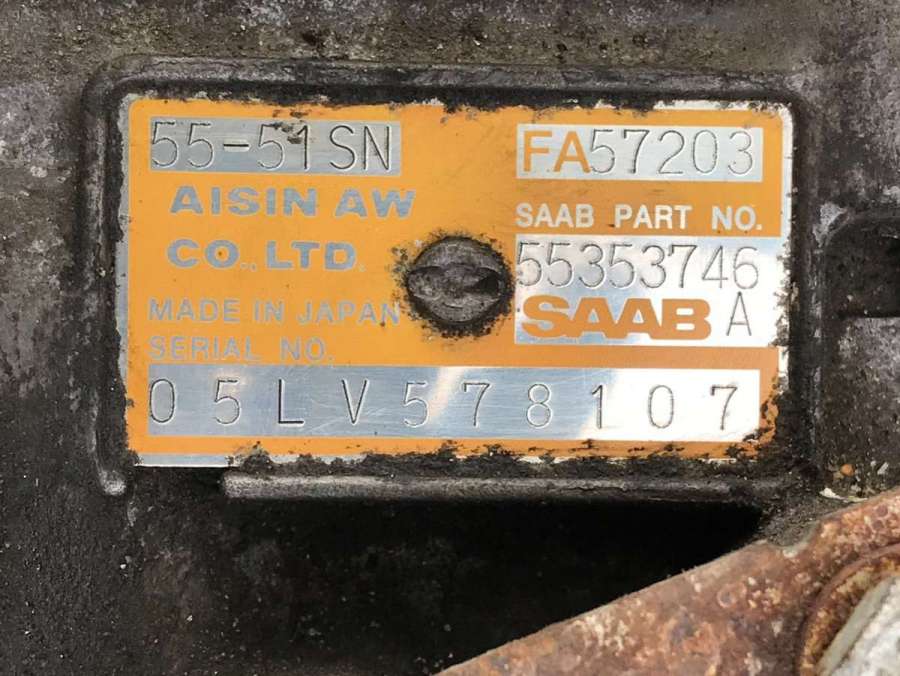 55-51SN
AISIN AW
CO., LTD.
MADE IN JAPAN
SERIAL NO.
FA57203
SAAB PART NO.
55353746
SAAB A
05LV578107